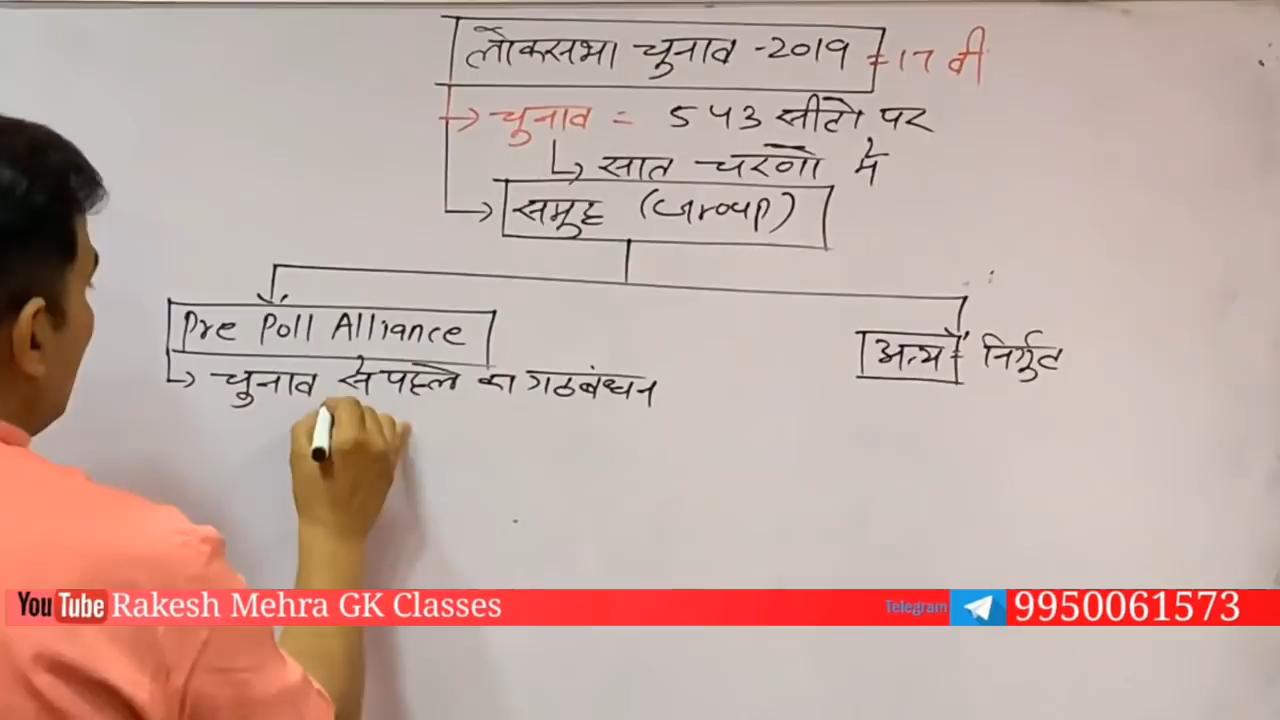 लोकसभा चुनाव -2019 = 17 वी
→ चुनाव = 543 सीटो पर
↳ सात चरणो मे
→ समुह (Group)
Pre Poll Alliance
अन्य = निर्गुट
↳ चुनाव से पहले का गठबंधन
YouTube Rakesh Mehra GK Classes
Telegram 9950061573